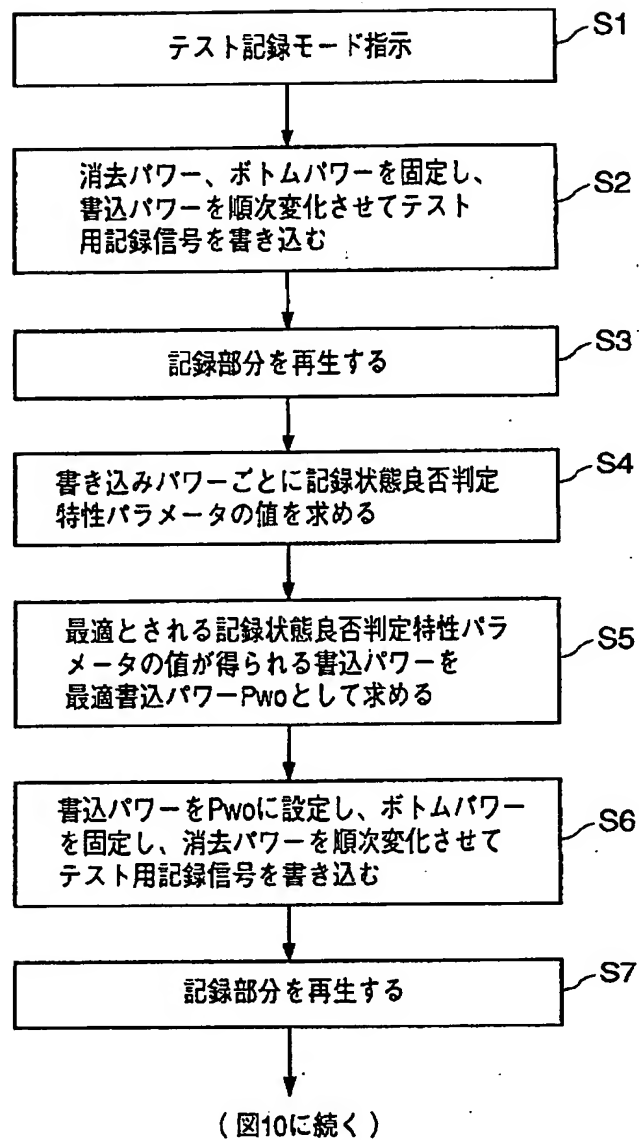 S1
テスト記録モード指示
S2
消去パワー、ボトムパワーを固定し、
書込パワーを順次変化させてテスト
用記録信号を書き込む
S3
記録部分を再生する
S4
書き込みパワーごとに記録状態良否判定
特性パラメータの値を求める
S5
最適とされる記録状態良否判定特性パラ
メータの値が得られる書込パワーを
最適書込パワーPwoとして求める
S6
書込パワーをPwoに設定し、ボトムパワー
を固定し、消去パワーを順次変化させて
テスト用記録信号を書き込む
S7
記録部分を再生する
(図10に続く)